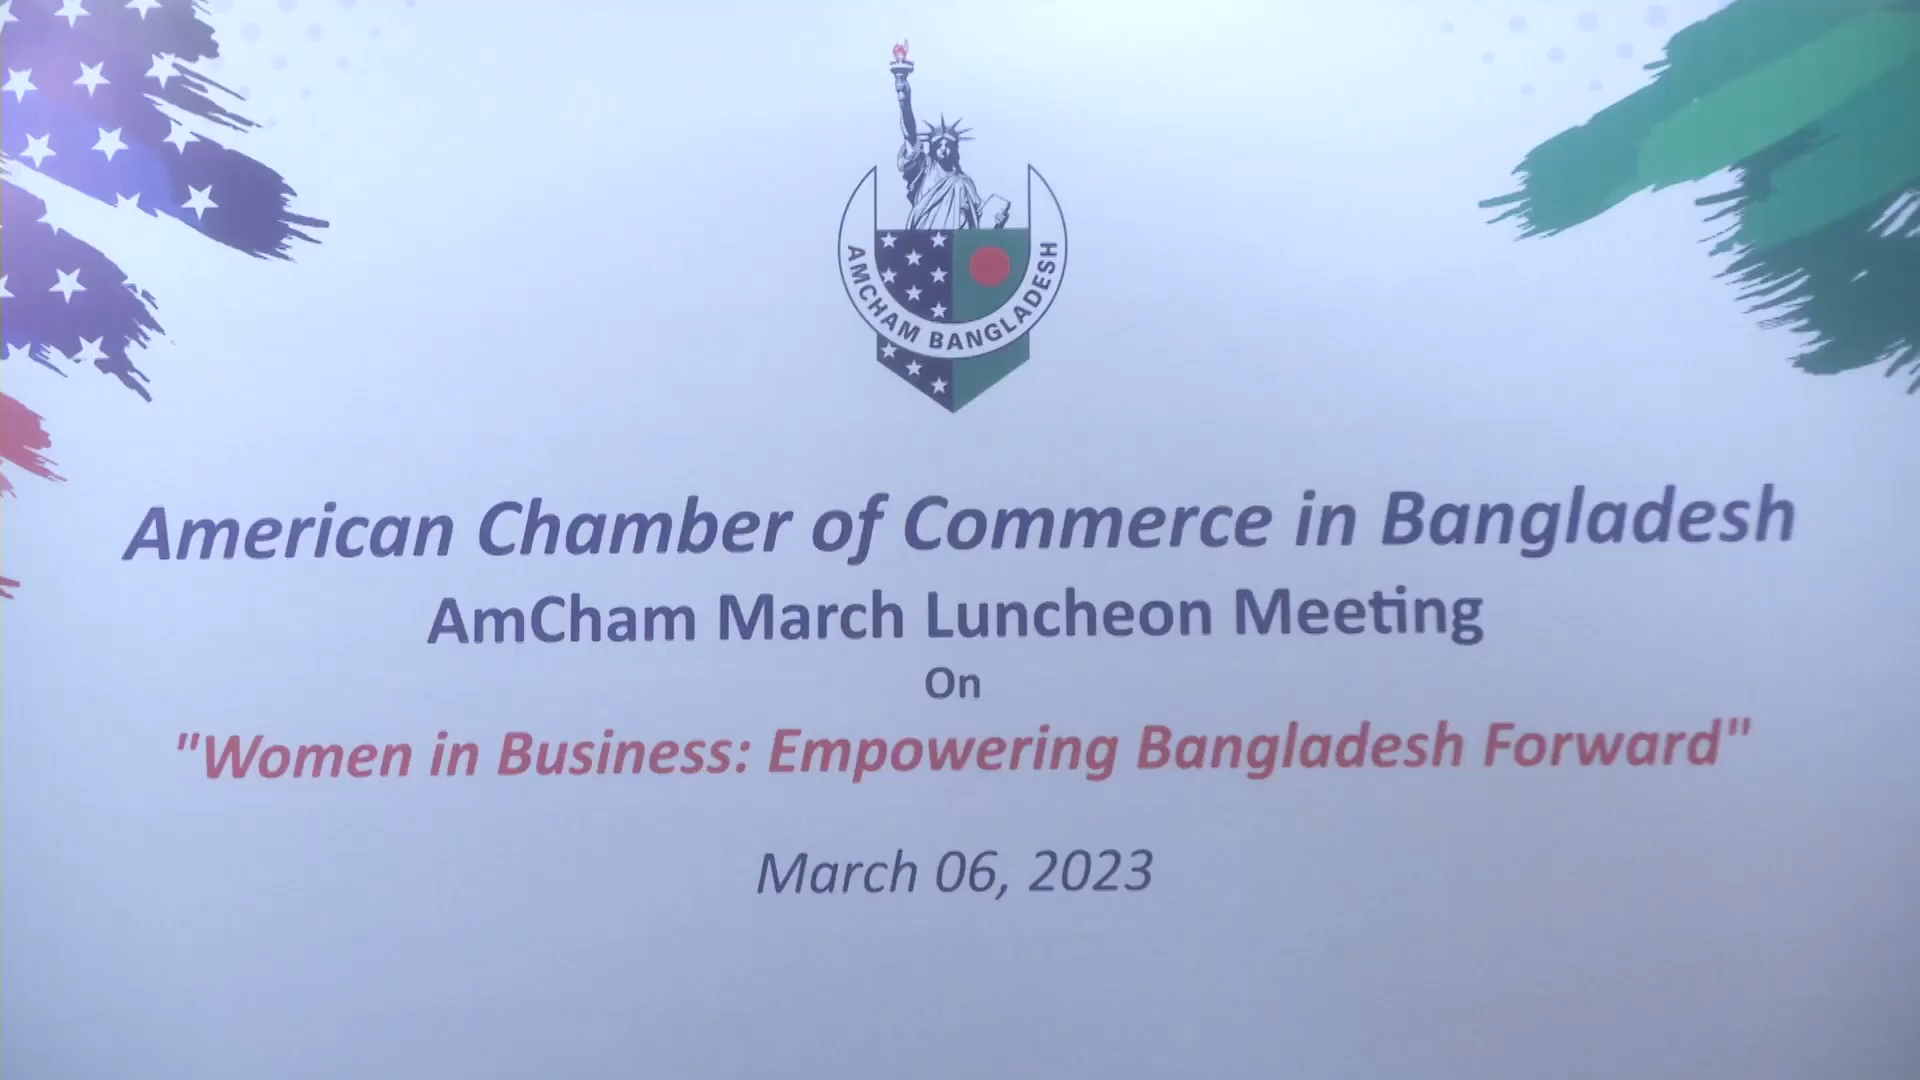 AMCHAM BANGLADESH
American Chamber of Commerce in Bangladesh
AmCham March Luncheon Meeting
On
"Women in Business: Empowering Bangladesh Forward"
March 06, 2023